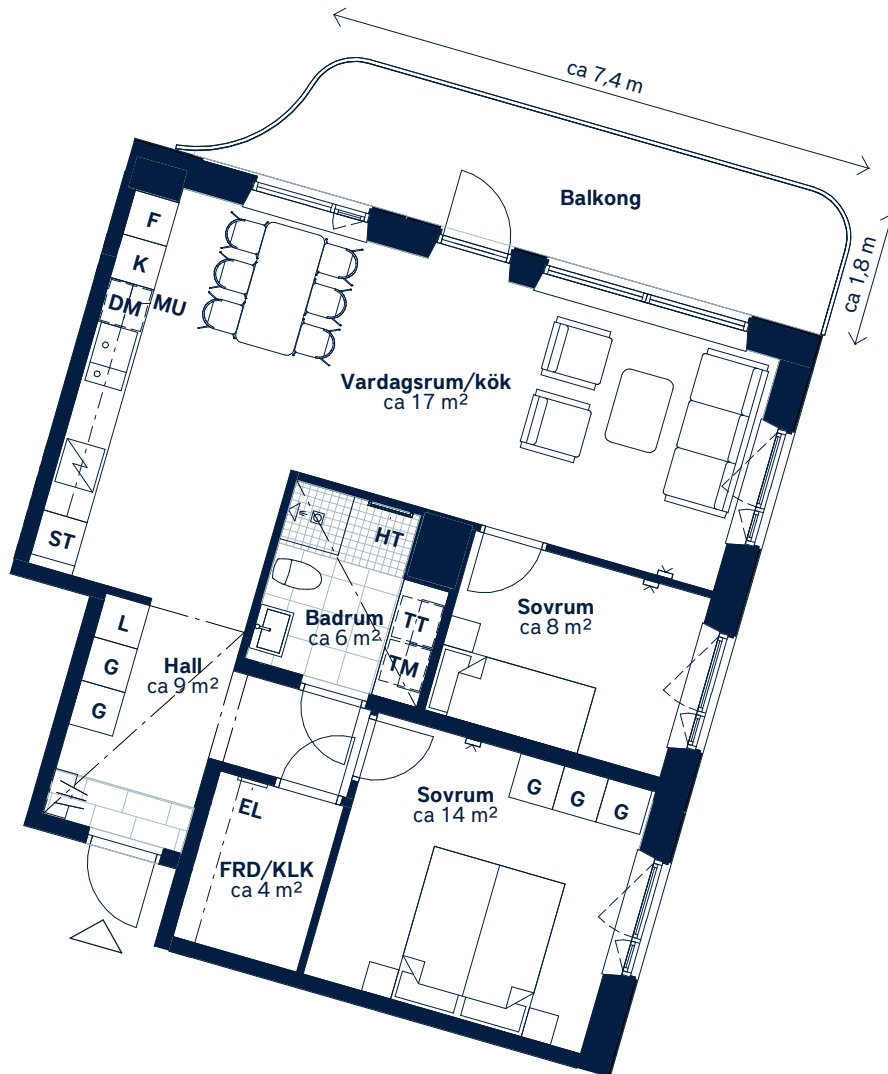 ca 7,4 m
Balkong
ca 1,8 m
F
K
DM
MU
Vardagsrum/kök
ca 17 m²
ST
HT
Badrum
ca 6 m²
TT
TM
Sovrum
ca 8 m²
L
G
G
Hall
ca 9 m²
EL
FRD/KLK
ca 4 m²
Sovrum
ca 14 m²
G
G
G